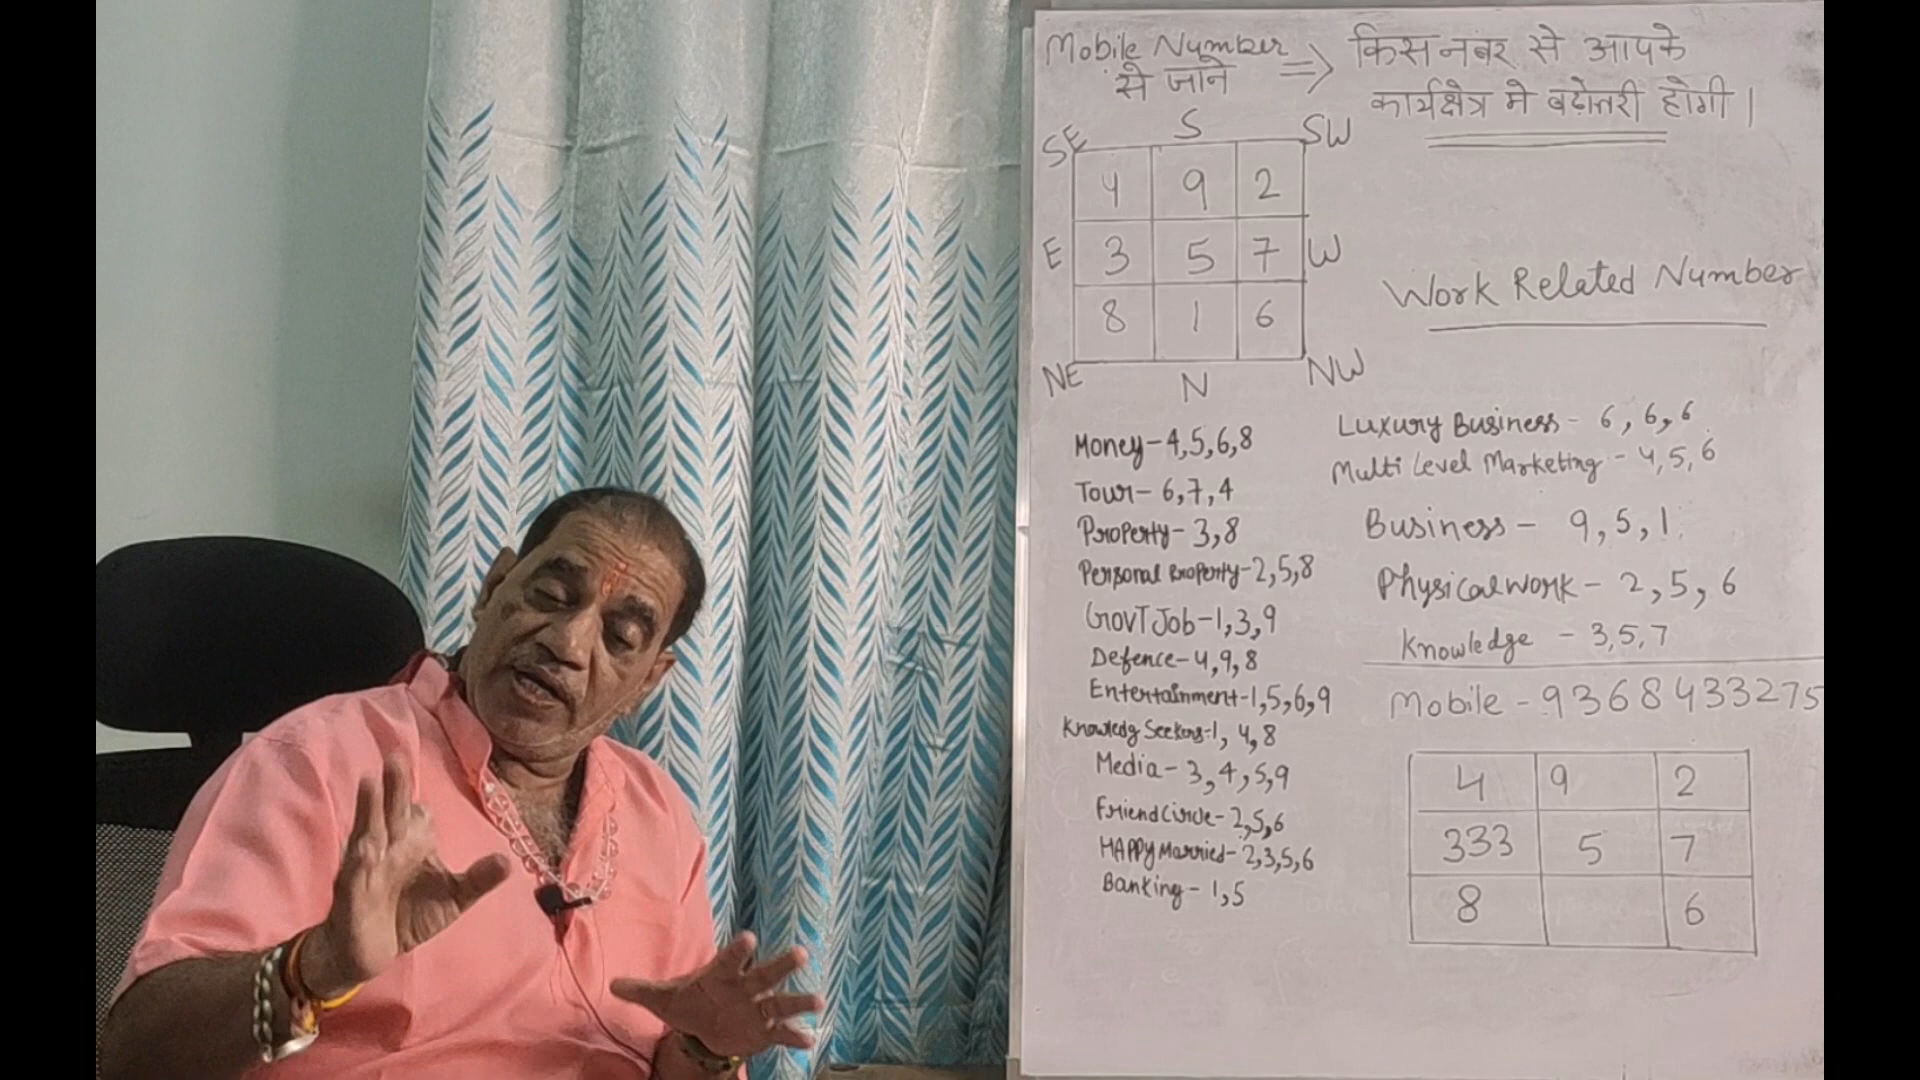 Mobile Number
से जाने ⇒ किस नंबर से आपके
कार्यक्षेत्र मे बढ़ोतरी होगी।
SE S SW
4 9 2
E 3 5 7 W
8 1 6
NE N NW
Work Related Number
Money-4,5,6,8
Tour- 6,7,4
Property- 3,8
Personal Property-2,5,8
GovT Job-1,3,9
Defence-4,9,8
Entertainment-1,5,6,9
Knowledg Seekers-1, 4,8
Media- 3,4,5,9
Friend Circle- 2,5,6
HAPPy Married- 2,3,5,6
Banking- 1,5
Luxury Business - 6,6,6
Multi Level Marketing - 4,5,6
Business - 9,5,1
Physical work - 2,5,6
Knowledge - 3,5,7
Mobile - 9368433275
4 9 2
333 5 7
8 6